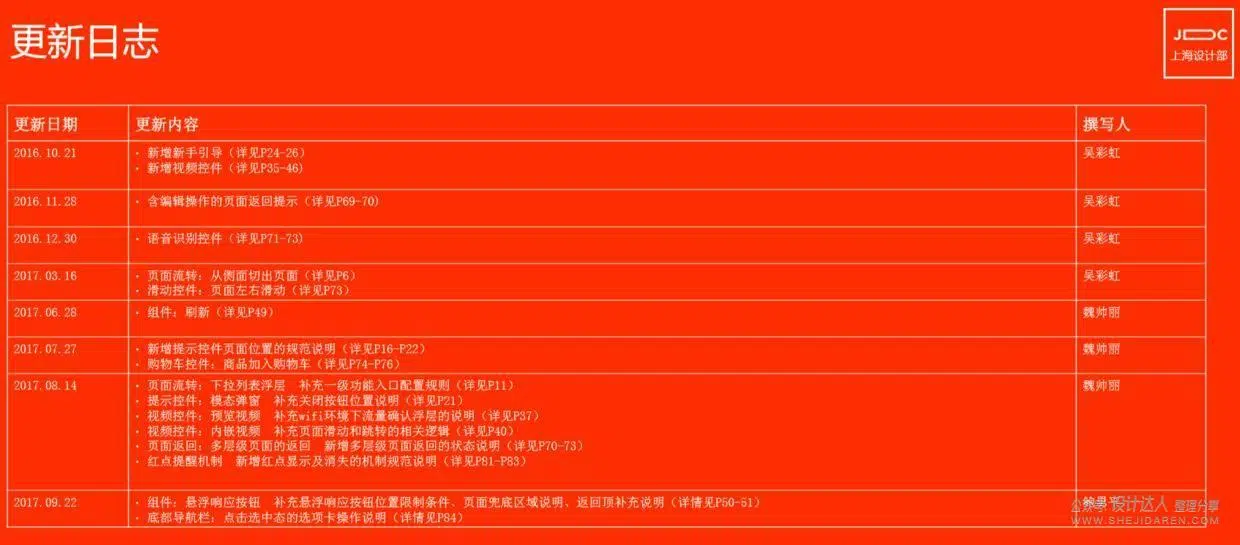 更新日志
JDC
上海设计部
更新日期 更新内容 撰写人
2016.10.21 · 新增新手引导（详见P24-26） 吴彩虹
· 新增视频控件（详见P35-46）
2016.11.28 · 含编辑操作的页面返回提示（详见P69-70） 吴彩虹
2016.12.30 · 语音识别控件（详见P71-73） 吴彩虹
2017.03.16 · 页面流转：从侧面切出页面（详见P6） 吴彩虹
· 滑动控件：页面左右滑动（详见P73）
2017.06.28 · 组件：刷新（详见P49） 魏帅丽
2017.07.27 · 新增提示控件页面位置的规范说明（详见P16-P22） 魏帅丽
· 购物车控件：商品加入购物车（详见P74-P76）
2017.08.14 · 页面流转：下拉列表浮层 补充一级功能入口配置规则（详见P11） 魏帅丽
· 提示控件：模态弹窗 补充关闭按钮位置说明（详见P21）
· 视频控件：预览视频 补充wifi环境下流量确认浮层的说明（详见P37）
· 视频控件：内嵌视频 补充页面滑动和跳转的相关逻辑（详见P40）
· 页面返回：多层级页面的返回 新增多层级页面返回的状态说明（详见P70-73）
· 红点提醒机制 新增红点显示及消失的机制规范说明（详见P81-P83）
2017.09.22 · 组件：悬浮响应按钮 补充悬浮响应按钮位置限制条件、页面兜底区域说明、返回顶补充说明（详情见P50-51）
· 底部导航栏：点击选中态的选项卡操作说明（详情见P84）
公众号 设计达人 整理分享
WWW.SHEJIDAREN.COM